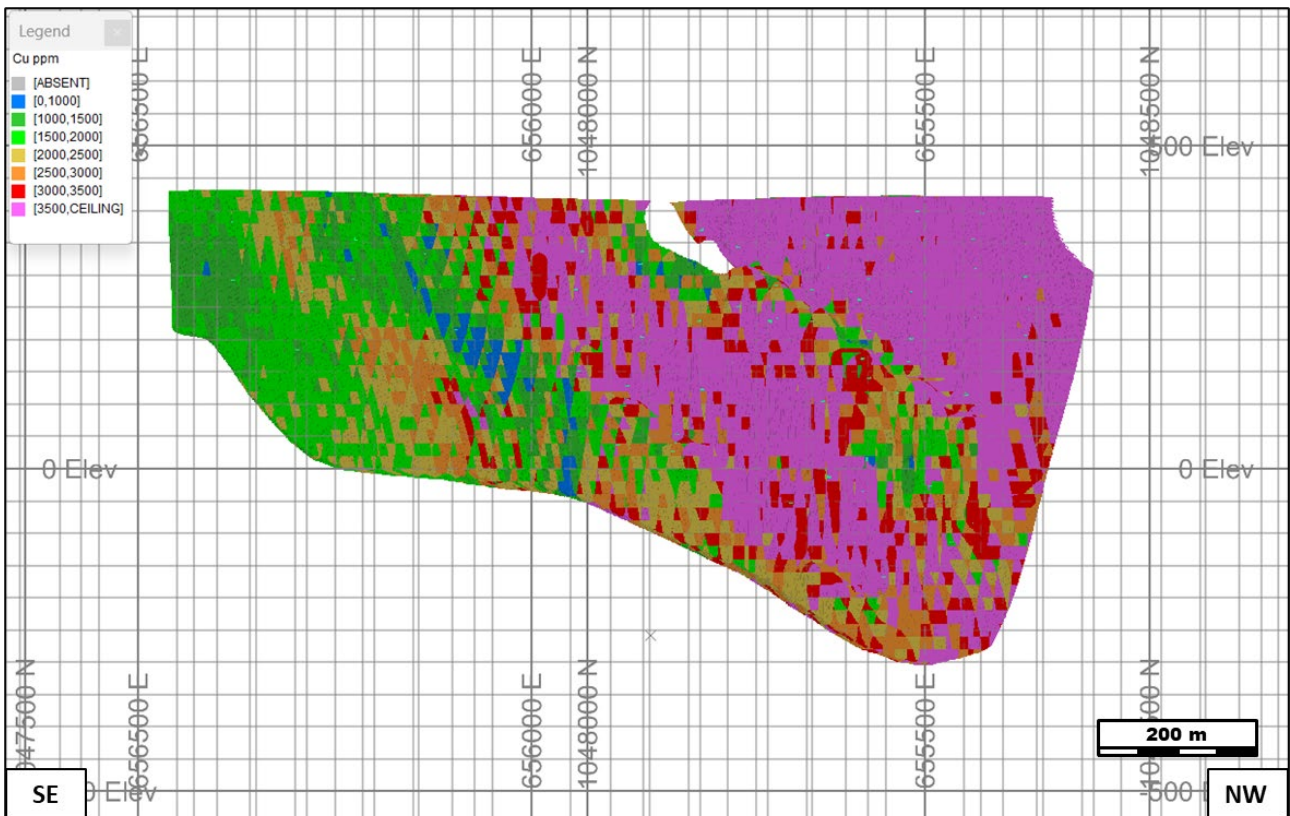 Legend
Cu ppm
[ABSENT]
[0,1000]
[1000,1500]
[1500,2000]
[2000,2500]
[2500,3000]
[3000,3500]
[3500,CEILING]
656000 E
1048000 N
655500 E
1048500 N
500 Elev
0 Elev
0 Elev
656500 E
656000 E
1048000 N
655500 E
200 m
SE
NW